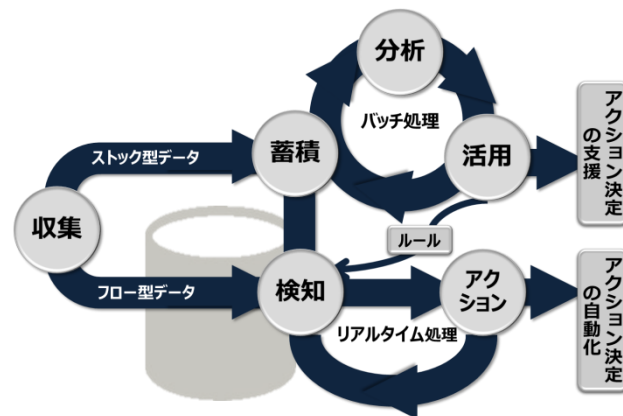 分析
バッチ処理
蓄積
活用
アクション決定
の支援
ストック型データ
収集
ルール
フロー型データ
検知
アク
ション
リアルタイム処理
アクション決定
の自動化